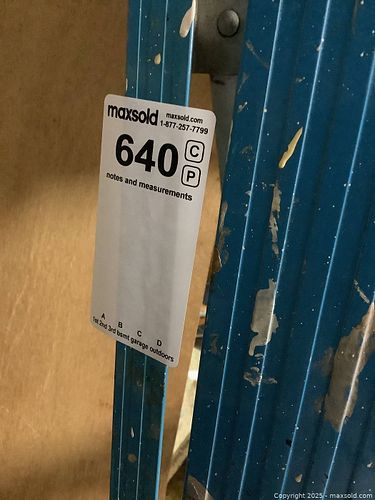 maxsold maxsold.com
1-877-257-7799
640 C
P
notes and measurements
A B C D
1st 2nd 3rd bsmt garage outdoors
Copyright 2025 - maxsold.com